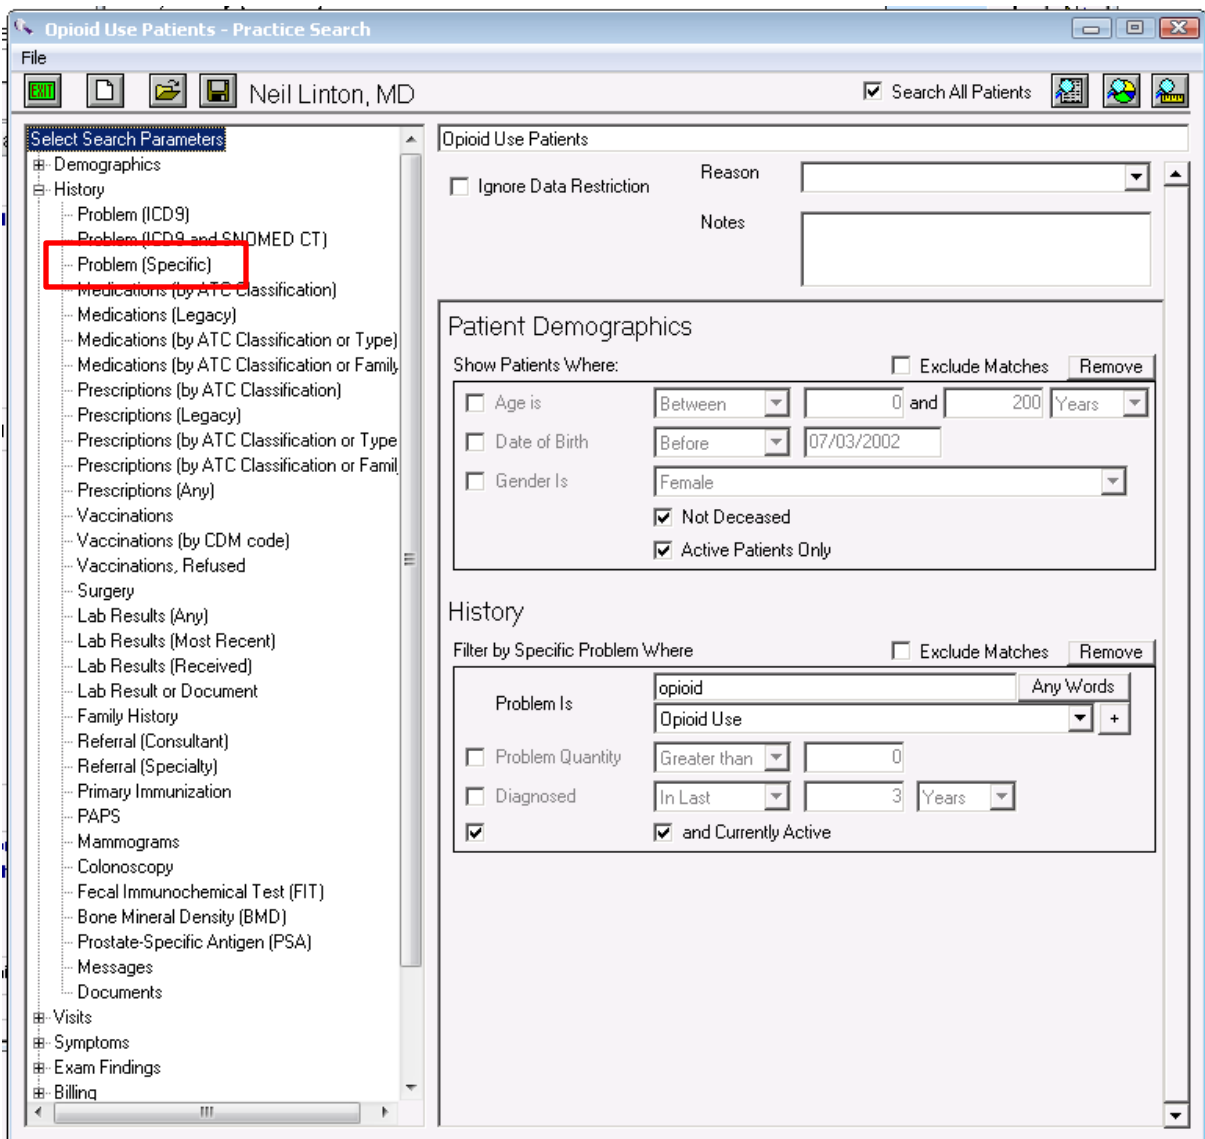 Opioid Use Patients - Practice Search
File
EXIT
Neil Linton, MD
Search All Patients
Select Search Parameters
Demographics
History
Problem (ICD9)
Problem (ICD9 and SNOMED CT)
Problem (Specific)
Medications (by ATC Classification)
Medications (Legacy)
Medications (by ATC Classification or Type)
Medications (by ATC Classification or Family
Prescriptions (by ATC Classification)
Prescriptions (Legacy)
Prescriptions (by ATC Classification or Type
Prescriptions (by ATC Classification or Famil
Prescriptions (Any)
Vaccinations
Vaccinations (by CDM code)
Vaccinations, Refused
Surgery
Lab Results (Any)
Lab Results (Most Recent)
Lab Results (Received)
Lab Result or Document
Family History
Referral (Consultant)
Referral (Specialty)
Primary Immunization
PAPS
Mammograms
Colonoscopy
Fecal Immunochemical Test (FIT)
Bone Mineral Density (BMD)
Prostate-Specific Antigen (PSA)
Messages
Documents
Visits
Symptoms
Exam Findings
Billing
Opioid Use Patients
Ignore Data Restriction
Reason
Notes
Patient Demographics
Show Patients Where:
Exclude Matches
Remove
Age is Between 0 and 200 Years
Date of Birth Before 07/03/2002
Gender Is Female
Not Deceased
Active Patients Only
History
Filter by Specific Problem Where
Exclude Matches
Remove
Problem Is
opioid
Any Words
Opioid Use
+
Problem Quantity Greater than 0
Diagnosed In Last 3 Years
and Currently Active